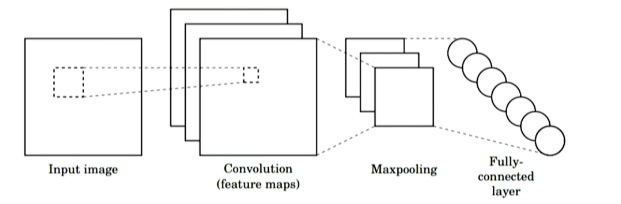 Input image
Convolution
(feature maps)
Maxpooling
Fully-
connected
layer